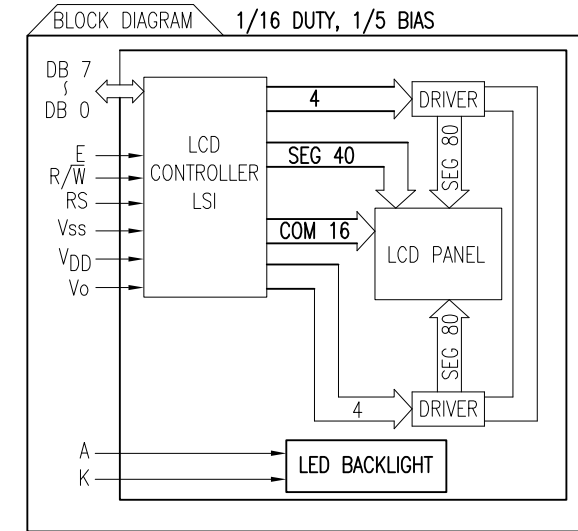 BLOCK DIAGRAM 1/16 DUTY, 1/5 BIAS
DB 7
∫
DB 0
E
R/W̅
RS
Vss
VDD
Vo
LCD
CONTROLLER
LSI
4
SEG 40
COM 16
4
DRIVER
SEG 80
LCD PANEL
SEG 80
DRIVER
A
K
LED BACKLIGHT